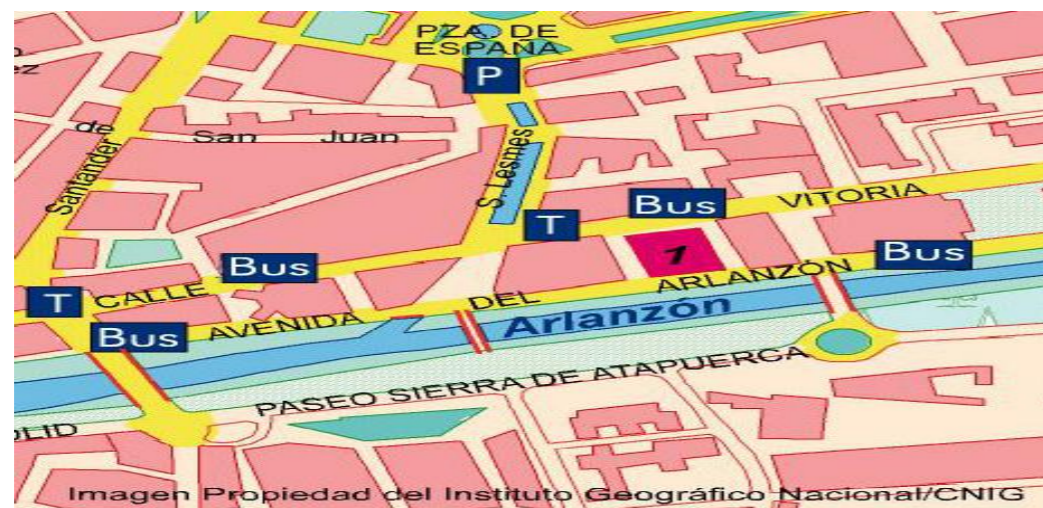 PZA. DE
ESPAÑA
P
de
Santander
San Juan
S. Lesmes
VITORIA
Bus
T
Bus
CALLE
T
Bus
1
Bus
AVENIDA DEL ARLANZÓN
Arlanzón
PASEO SIERRA DE ATAPUERCA
OLID
Imagen Propiedad del Instituto Geográfico Nacional/CNIG